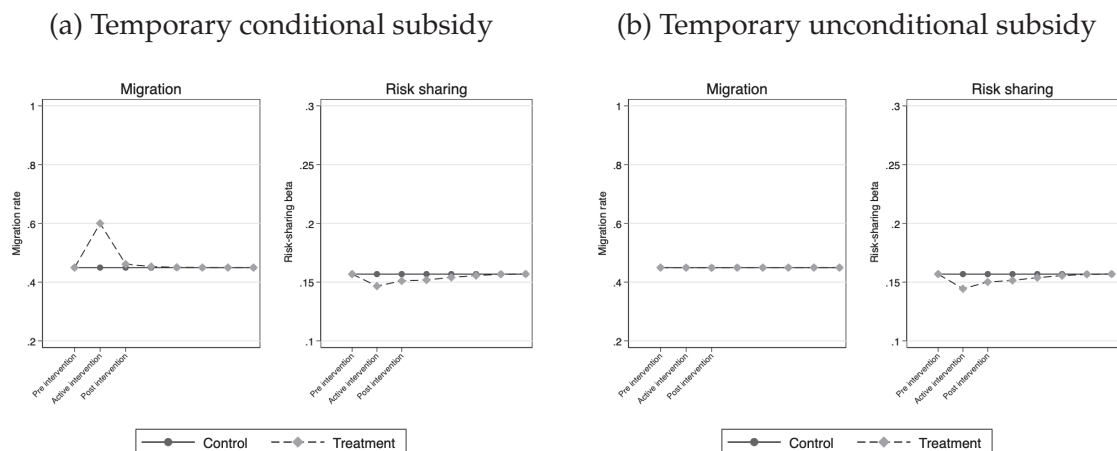 (a) Temporary conditional subsidy
Migration
1
.8
.6
.4
.2
Migration rate
Pre intervention
Active intervention
Post intervention
Risk sharing
.3
.25
.2
.15
.1
Risk-sharing beta
Pre intervention
Active intervention
Post intervention
Control
Treatment
(b) Temporary unconditional subsidy
Migration
1
.8
.6
.4
.2
Migration rate
Pre intervention
Active intervention
Post intervention
Risk sharing
.3
.25
.2
.15
.1
Risk-sharing beta
Pre intervention
Active intervention
Post intervention
Control
Treatment